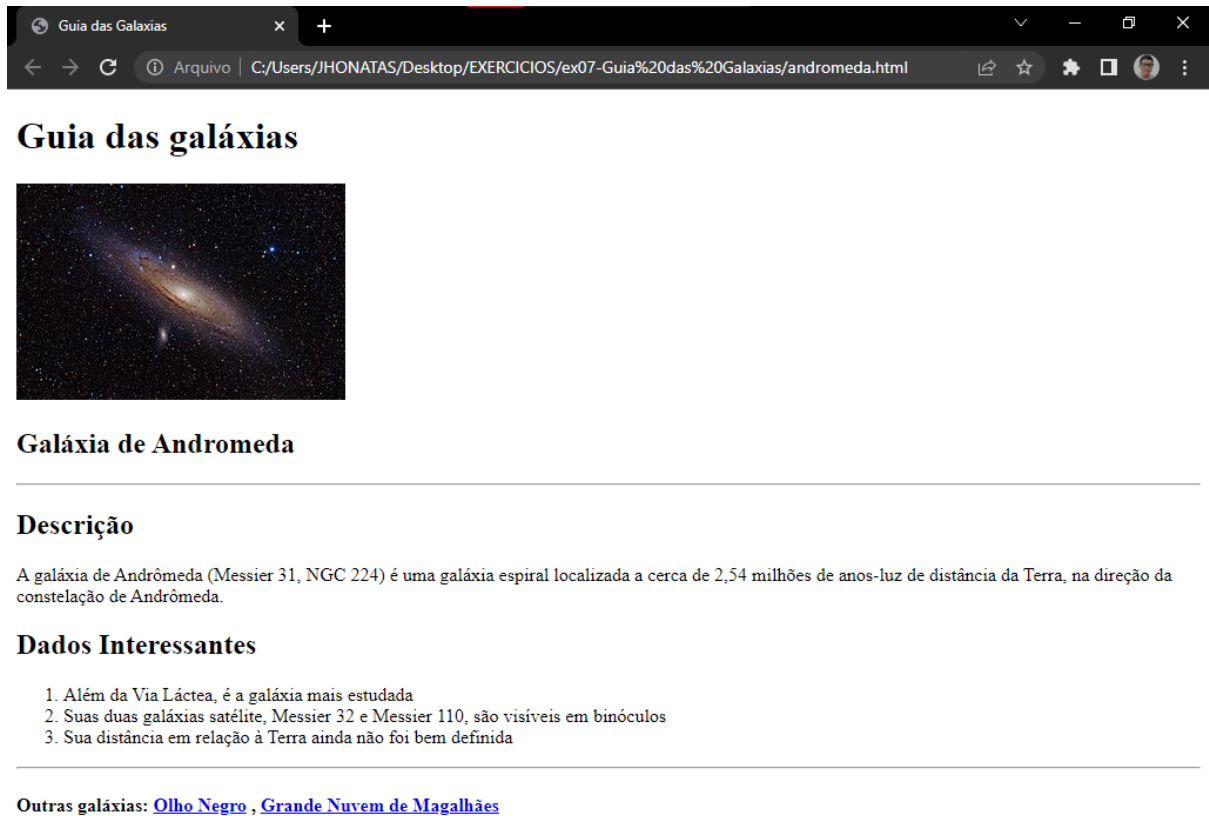 Guia das Galaxias
Arquivo | C:/Users/JHONATAS/Desktop/EXERCICIOS/ex07-Guia%20das%20Galaxias/andromeda.html
Guia das galáxias
Galáxia de Andromeda
Descrição
A galáxia de Andrômeda (Messier 31, NGC 224) é uma galáxia espiral localizada a cerca de 2,54 milhões de anos-luz de distância da Terra, na direção da
constelação de Andrômeda.
Dados Interessantes
1. Além da Via Láctea, é a galáxia mais estudada
2. Suas duas galáxias satélite, Messier 32 e Messier 110, são visíveis em binóculos
3. Sua distância em relação à Terra ainda não foi bem definida
Outras galáxias: Olho Negro , Grande Nuvem de Magalhães